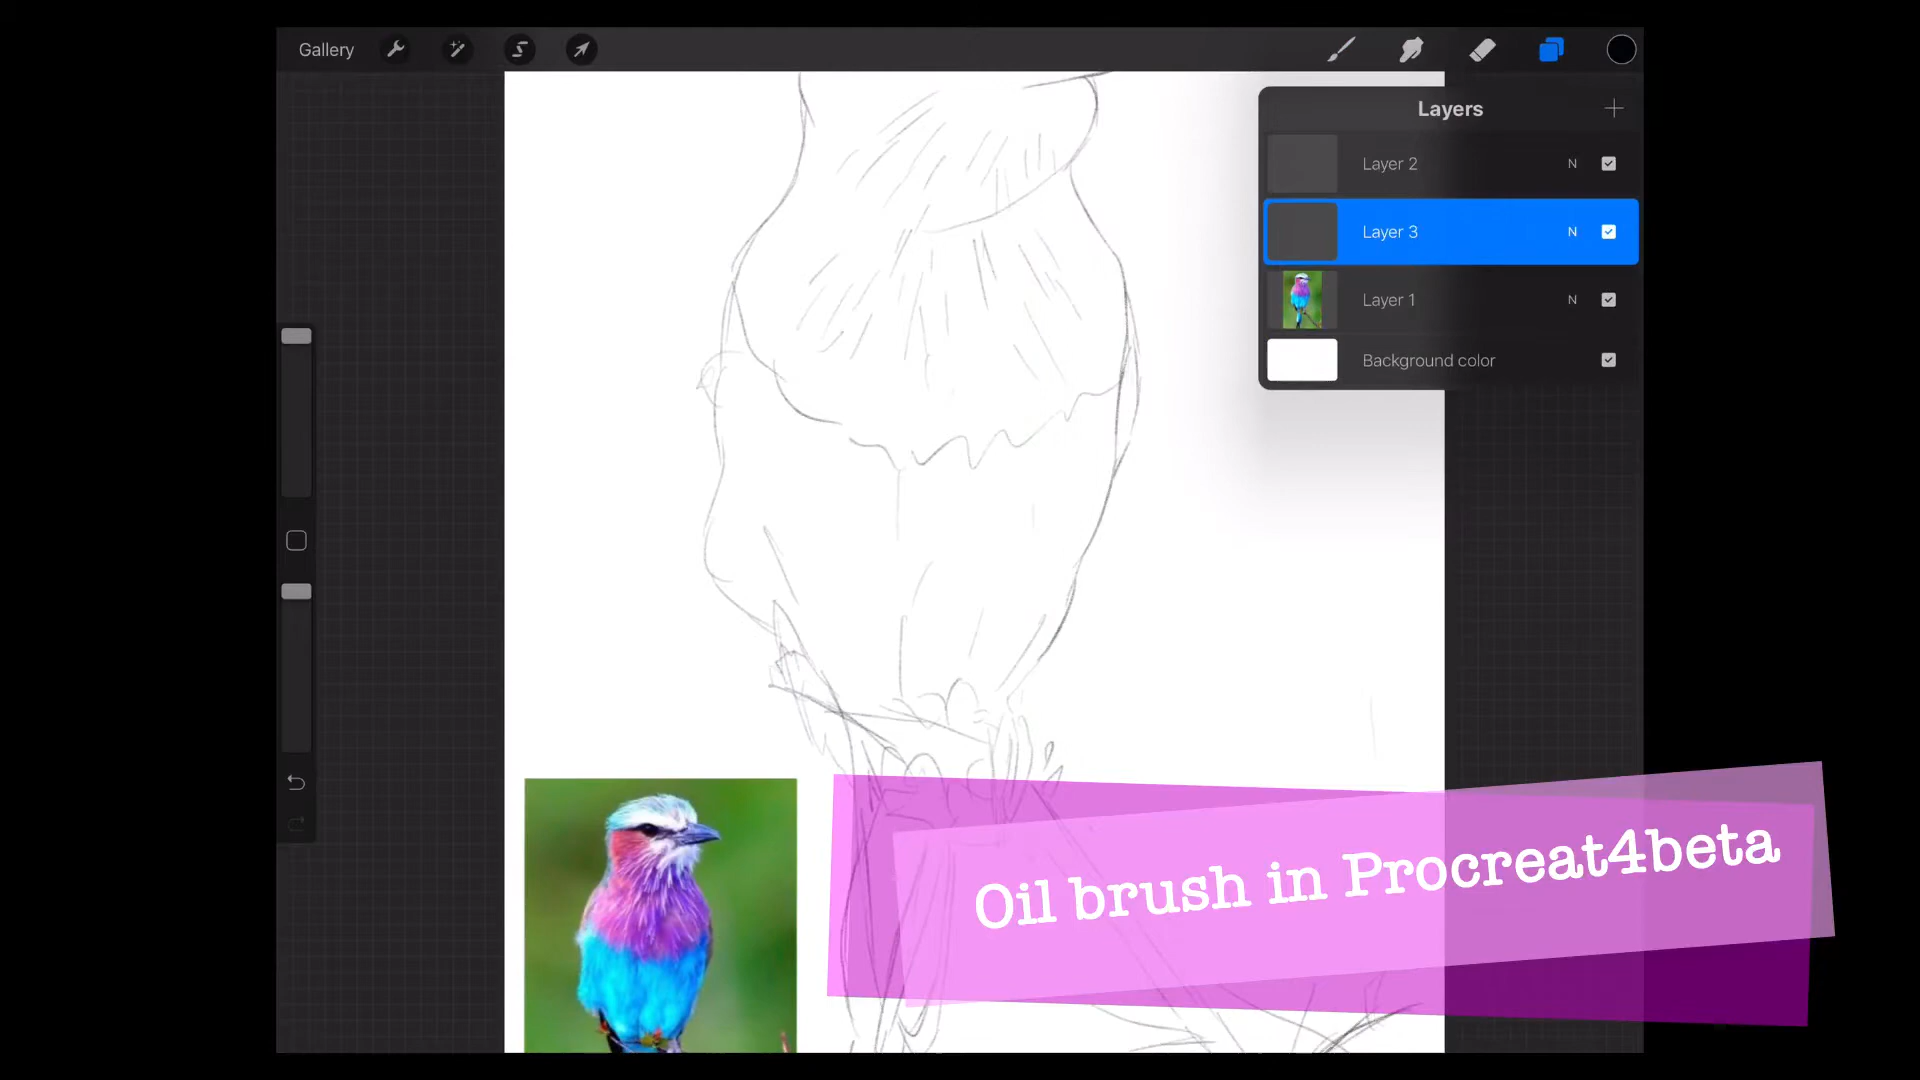 Gallery
Layers
Layer 2 N
Layer 3 N
Layer 1 N
Background color
Oil brush in Procreat4beta